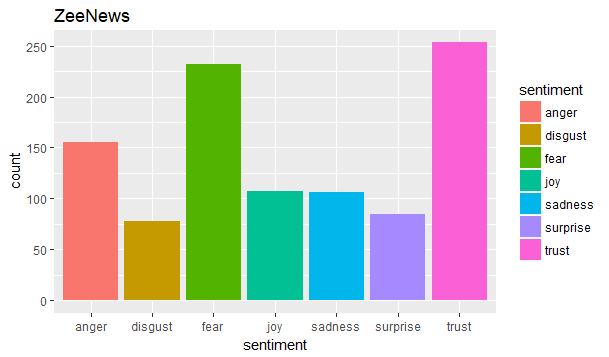 ZeeNews
250
200
150
100
50
0
count
anger disgust fear joy sadness surprise trust
sentiment
sentiment
anger
disgust
fear
joy
sadness
surprise
trust